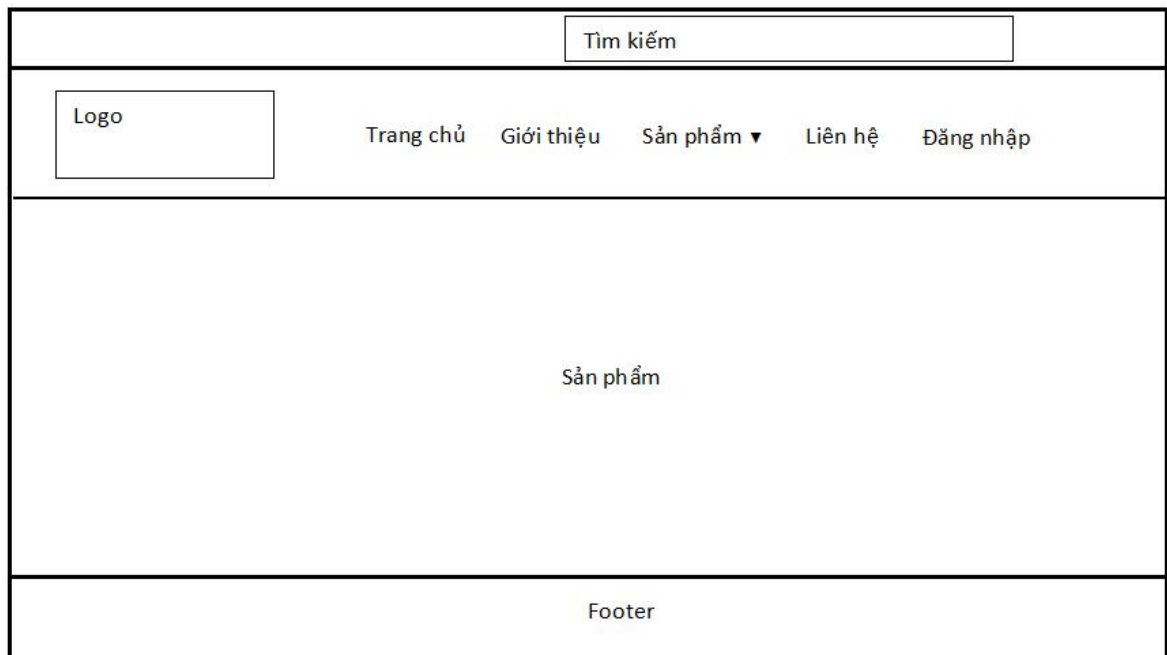 Tìm kiếm
Logo
Trang chủ Giới thiệu Sản phẩm ▾ Liên hệ Đăng nhập
Sản phẩm
Footer